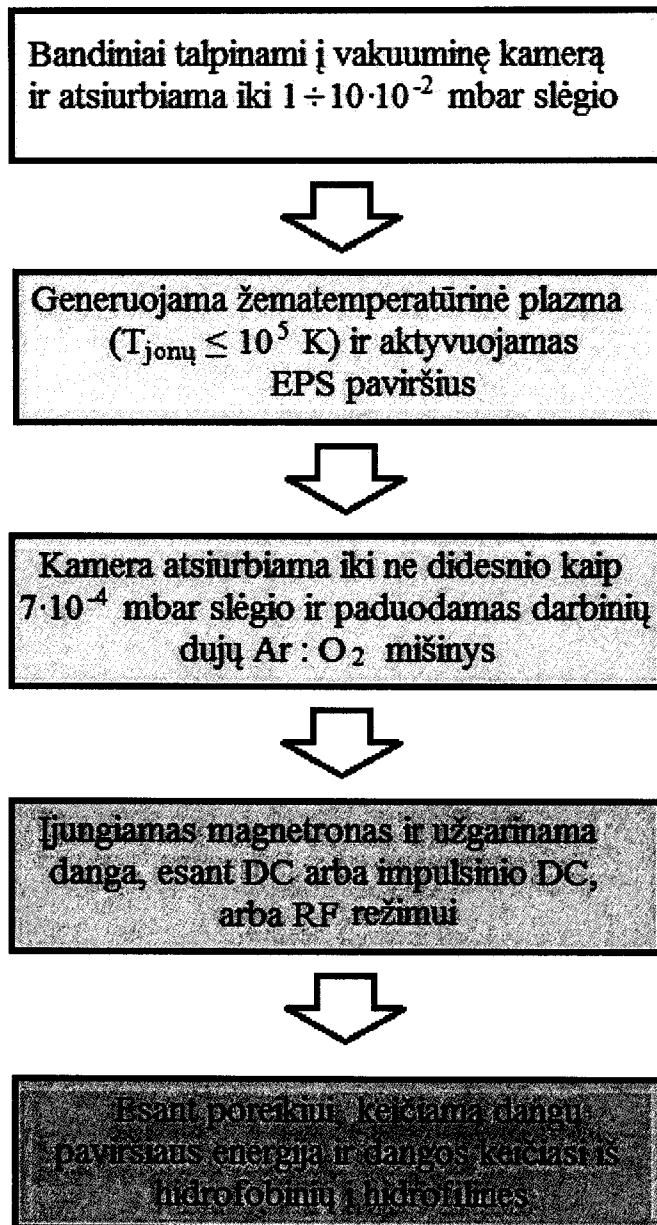 Bandiniai talpinami į vakuuminę kamerą
ir atsiurbiama iki 1 ÷ 10·10⁻² mbar slėgio
Generuojama žematemperatūrinė plazma
(Tjonų ≤ 10⁵ K) ir aktyvuojamas
EPS paviršius
Kamera atsiurbiama iki ne didesnio kaip
7·10⁻⁴ mbar slėgio ir paduodamas darbinių
dujų Ar : O₂ mišinys
Įjungiamas magnetronas ir užgarinama
danga, esant DC arba impulsinio DC,
arba RF režimui
Esant poreikiui, keičiama dangų
paviršiaus energija ir dangos keičiasi iš
hidrofobinių į hidrofilines